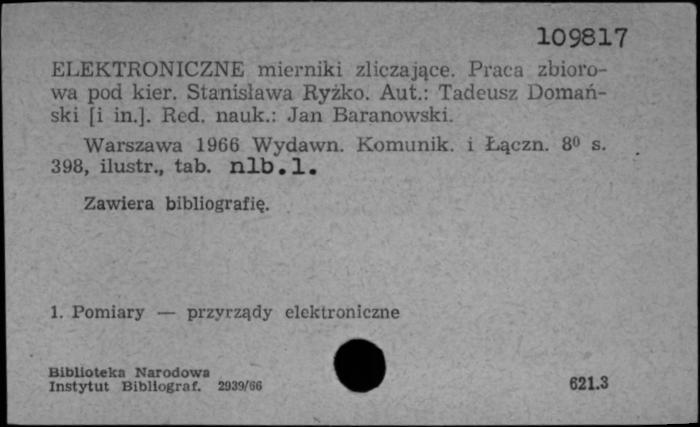 109817
ELEKTRONICZNE mierniki zliczające. Praca zbioro-
wa pod kier. Stanisława Ryżko. Aut.: Tadeusz Domań-
ski [i in.]. Red. nauk.: Jan Baranowski.
Warszawa 1966 Wydawn. Komunik. i Łączn. 8⁰ s.
398, ilustr., tab. nlb.1.
Zawiera bibliografię.
1. Pomiary — przyrządy elektroniczne
Biblioteka Narodowa
Instytut Bibliograf. 2939/66
621.3